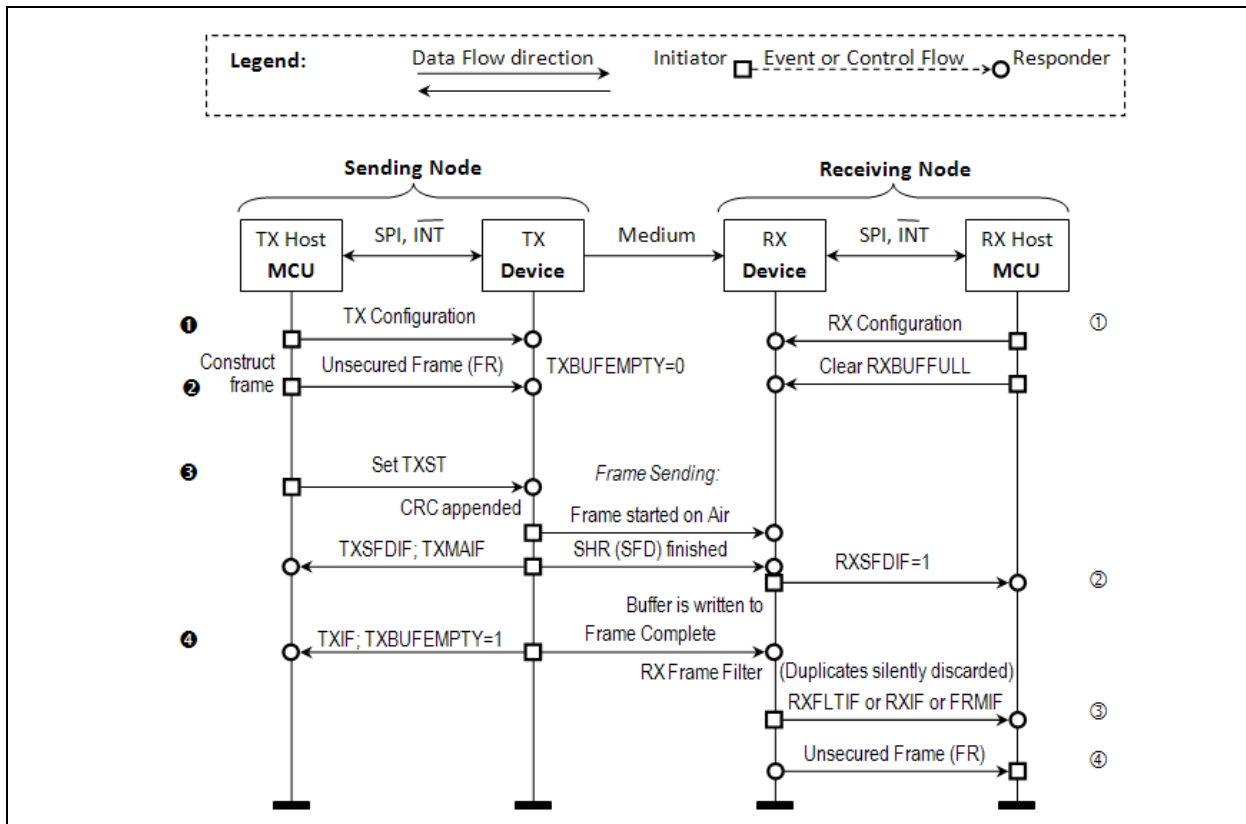 Legend: Data Flow direction Initiator Event or Control Flow Responder
Sending Node Receiving Node
TX Host MCU SPI, INT TX Device Medium RX Device SPI, INT RX Host MCU
❶ TX Configuration RX Configuration ①
Construct frame
❷ Unsecured Frame (FR) TXBUFEMPTY=0 Clear RXBUFFULL
❸ Set TXST Frame Sending:
CRC appended Frame started on Air
TXSFDIF; TXMAIF SHR (SFD) finished
RXSFDIF=1 ②
Buffer is written to
❹ TXIF; TXBUFEMPTY=1 Frame Complete
RX Frame Filter (Duplicates silently discarded)
RXFLTIF or RXIF or FRMIF ③
Unsecured Frame (FR) ④